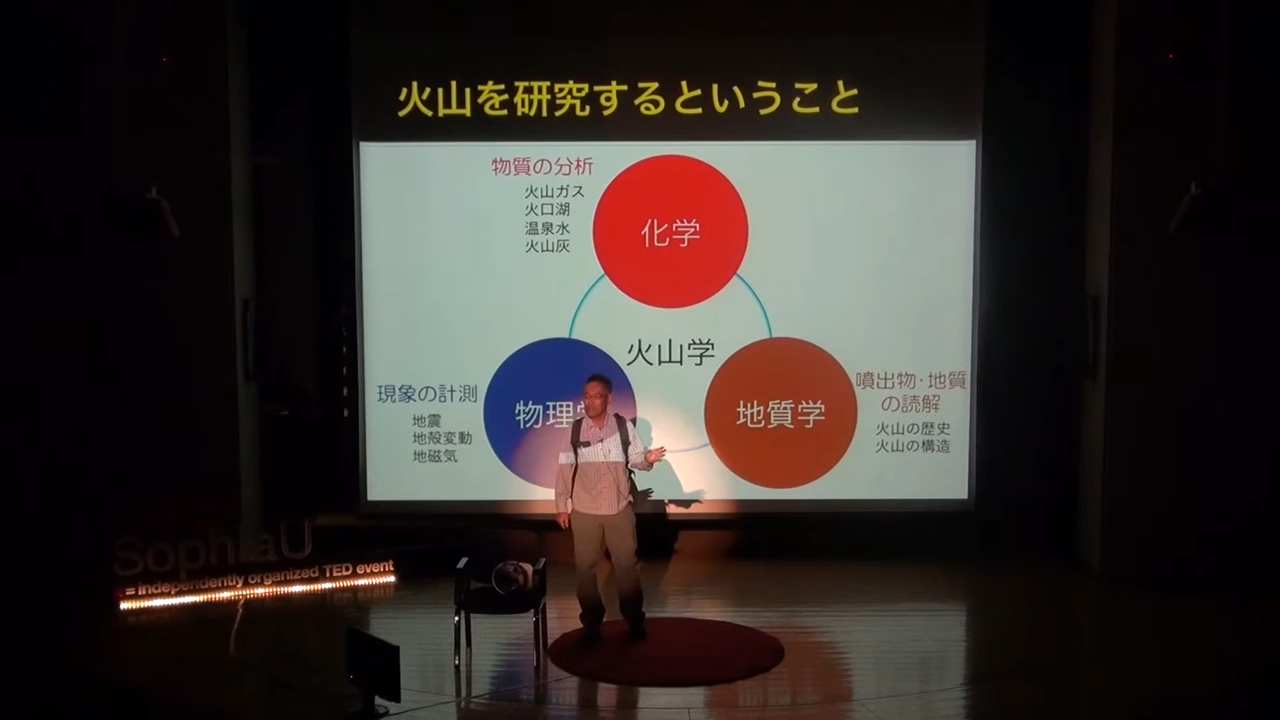 火山を研究するということ
物質の分析
火山ガス
火口湖
温泉水
火山灰
化学
火山学
現象の計測
地震
地殻変動
地磁気
物理学
地質学
噴出物・地質
の読解
火山の歴史
火山の構造
SophiaU
= independently organized TED event